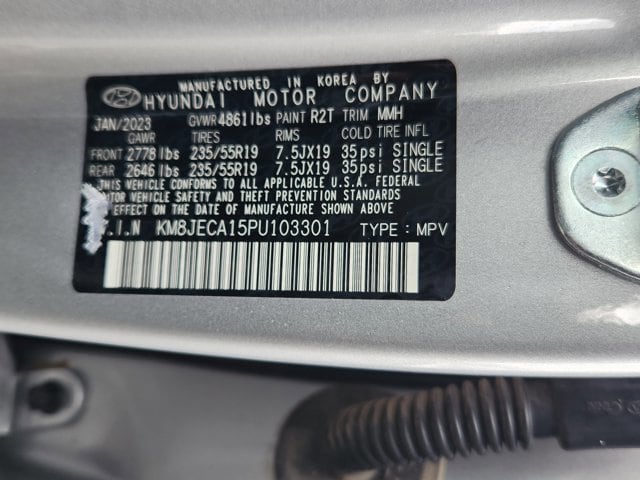 MANUFACTURED IN KOREA BY
HYUNDAI MOTOR COMPANY
JAN/2023 GVWR 4861lbs PAINT R2T TRIM MMH
GAWR TIRES RIMS COLD TIRE INFL
FRONT 2778 lbs 235/55R19 7.5JX19 35psi SINGLE
REAR 2646 lbs 235/55R19 7.5JX19 35psi SINGLE
THIS VEHICLE CONFORMS TO ALL APPLICABLE U.S.A. FEDERAL
MOTOR VEHICLE SAFETY, BUMPER, AND THEFT PREVENTION STANDARDS
EFFECT ON THE DATE OF MANUFACTURE SHOWN ABOVE.
.I.N KM8JECA15PU103301 TYPE : MPV